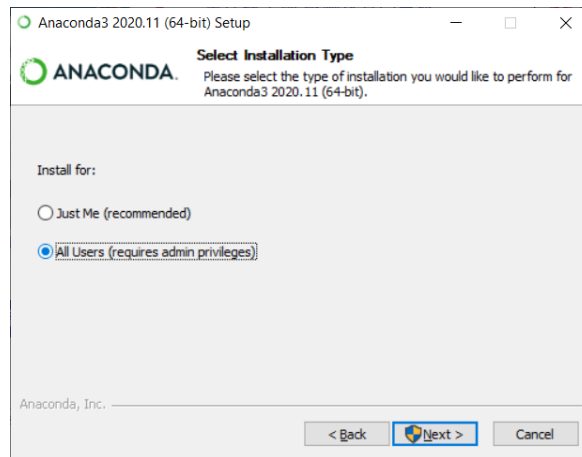 Anaconda3 2020.11 (64-bit) Setup
ANACONDA.
Select Installation Type
Please select the type of installation you would like to perform for
Anaconda3 2020.11 (64-bit).
Install for:
Just Me (recommended)
All Users (requires admin privileges)
Anaconda, Inc.
< Back
Next >
Cancel